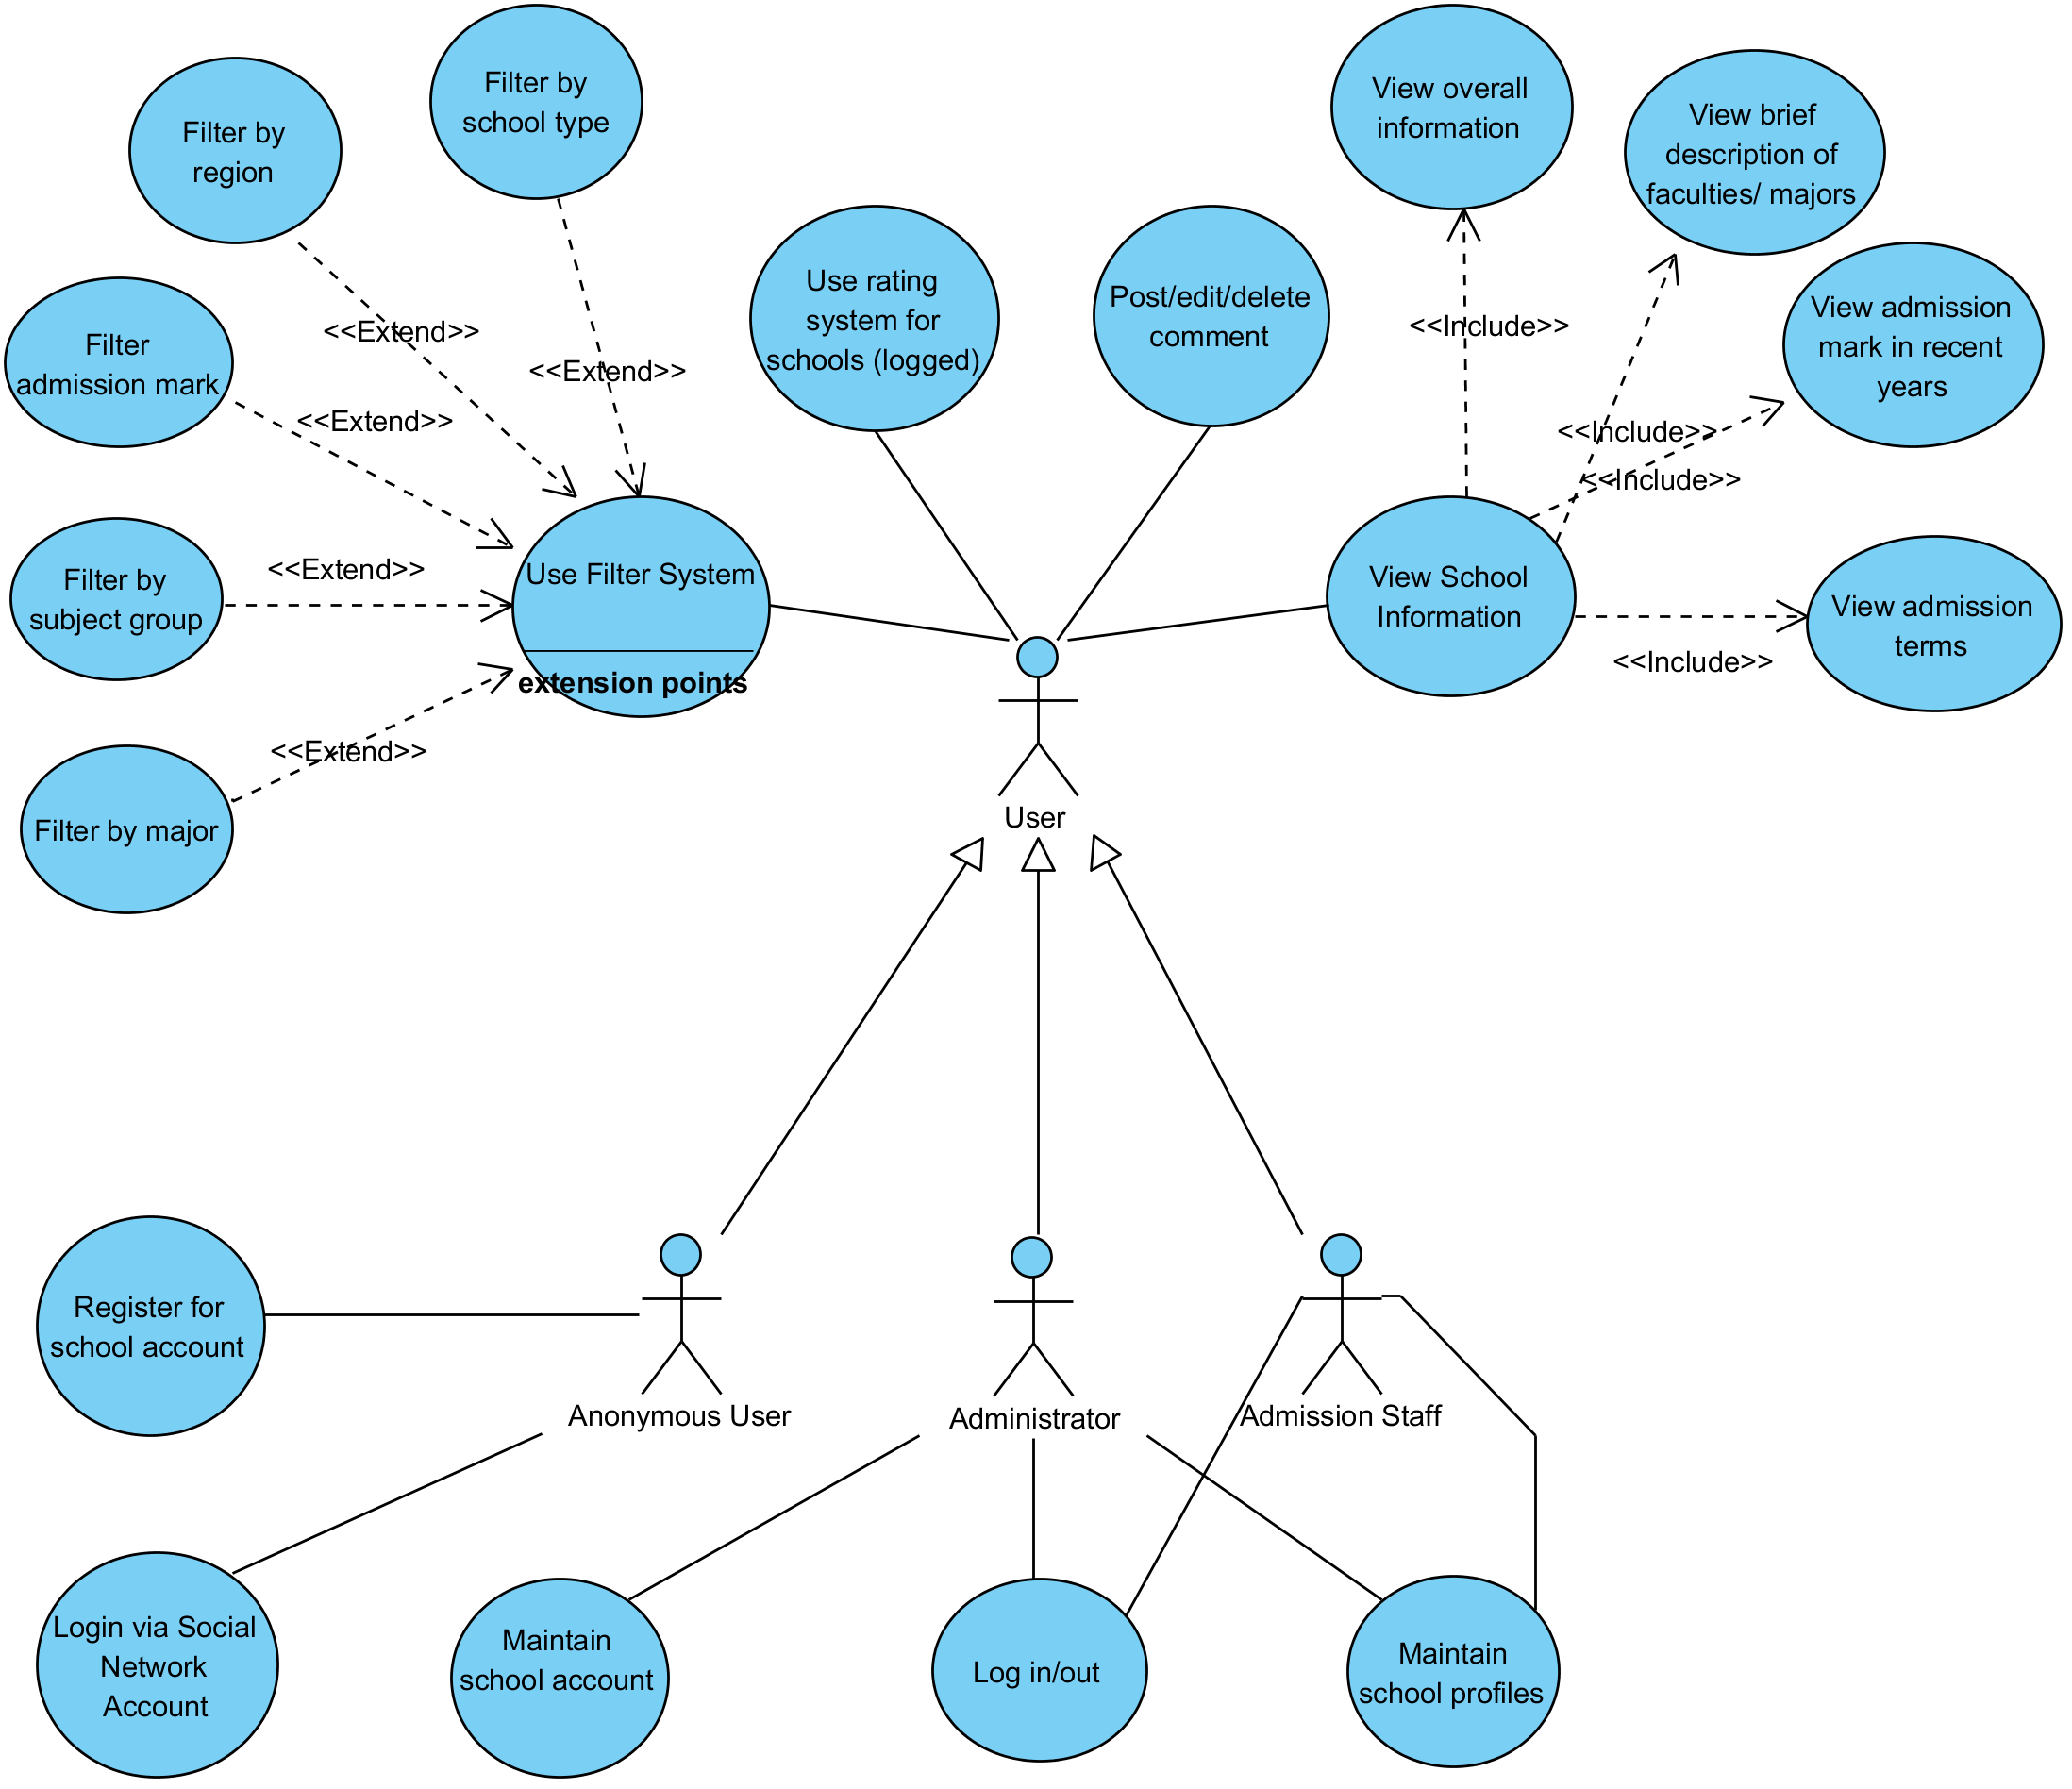 Filter by
school type
View overall
information
Filter by
region
View brief
description of
faculties/ majors
Use rating
system for
schools (logged)
Post/edit/delete
comment
View admission
mark in recent
years
<<Extend>>
<<Include>>
Filter
admission mark
<<Extend>>
<<Extend>>
<<Include>>
<<Include>>
Filter by
subject group
<<Extend>>
Use Filter System
extension points
View School
Information
View admission
terms
<<Include>>
<<Extend>>
Filter by major
User
Register for
school account
Anonymous User
Administrator
Admission Staff
Login via Social
Network
Account
Maintain
school account
Log in/out
Maintain
school profiles